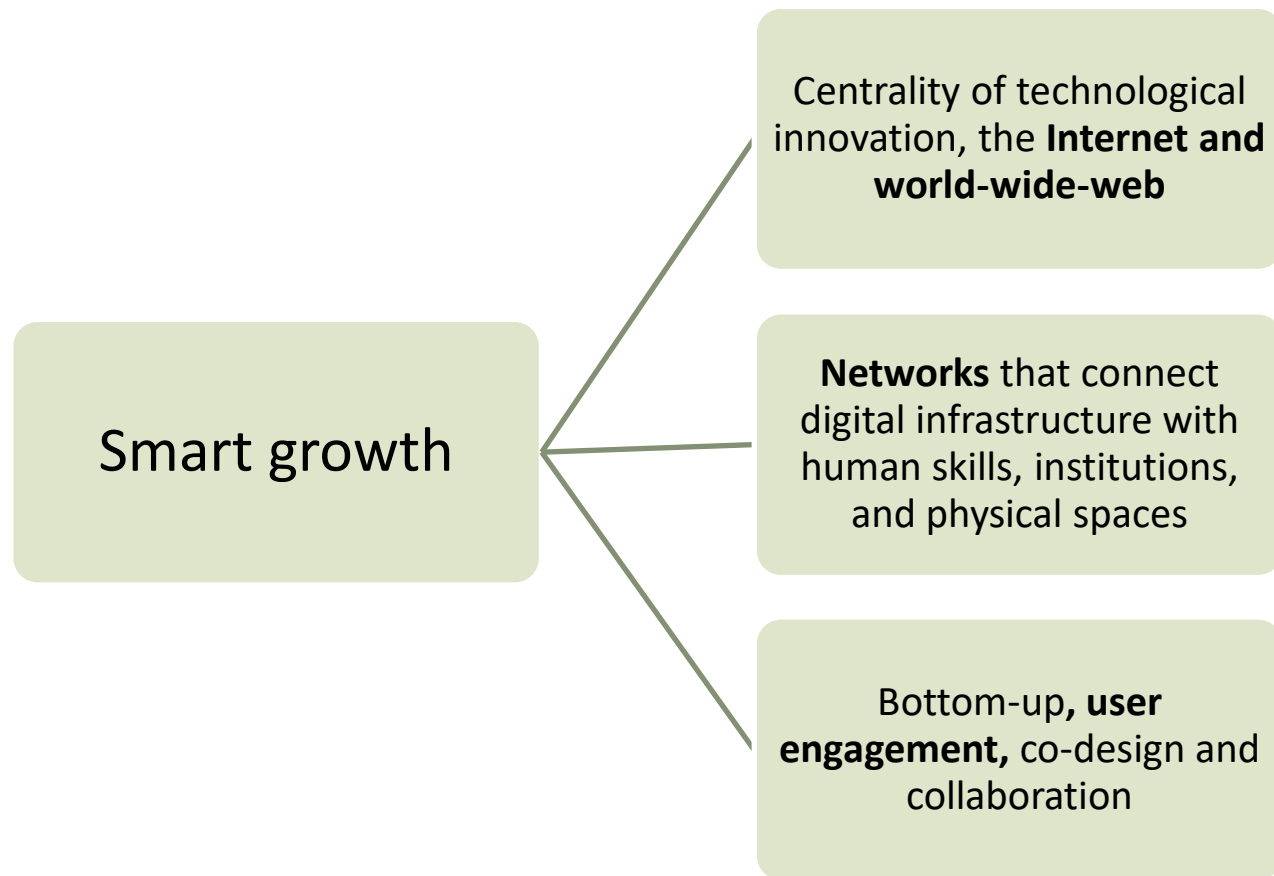 Smart growth
Centrality of technological
innovation, the Internet and
world-wide-web
Networks that connect
digital infrastructure with
human skills, institutions,
and physical spaces
Bottom-up, user
engagement, co-design and
collaboration